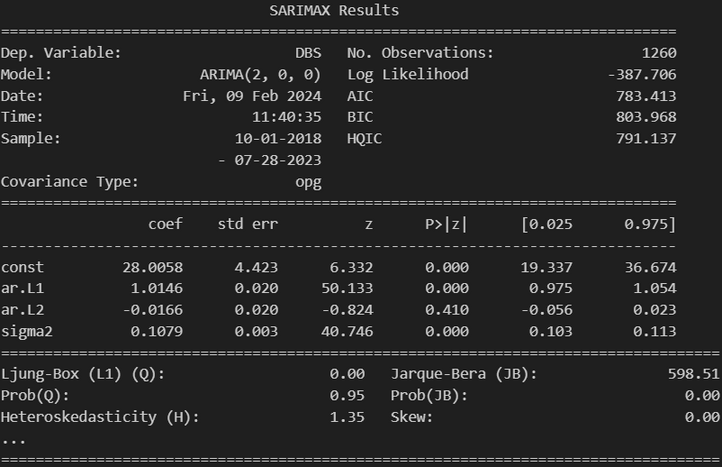 SARIMAX Results
==============================================================================
Dep. Variable:                    DBS   No. Observations:                 1260
Model:                 ARIMA(2, 0, 0)   Log Likelihood                -387.706
Date:                Fri, 09 Feb 2024   AIC                            783.413
Time:                        11:40:35   BIC                            803.968
Sample:                    10-01-2018   HQIC                           791.137
- 07-28-2023
Covariance Type:                  opg
==============================================================================
coef    std err          z      P>|z|      [0.025      0.975]
------------------------------------------------------------------------------
const         28.0058      4.423      6.332      0.000      19.337      36.674
ar.L1          1.0146      0.020     50.133      0.000       0.975       1.054
ar.L2         -0.0166      0.020     -0.824      0.410      -0.056       0.023
sigma2         0.1079      0.003     40.746      0.000       0.103       0.113
===================================================================================
Ljung-Box (L1) (Q):                   0.00   Jarque-Bera (JB):               598.51
Prob(Q):                              0.95   Prob(JB):                         0.00
Heteroskedasticity (H):               1.35   Skew:                             0.00
...
===================================================================================